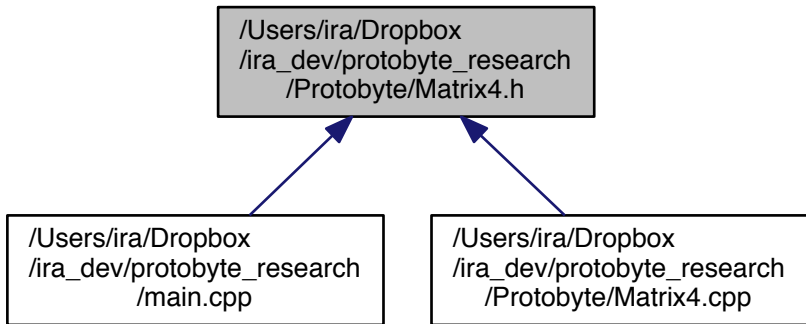 /Users/ira/Dropbox
/ira_dev/protobyte_research
/Protobyte/Matrix4.h
/Users/ira/Dropbox
/ira_dev/protobyte_research
/main.cpp
/Users/ira/Dropbox
/ira_dev/protobyte_research
/Protobyte/Matrix4.cpp